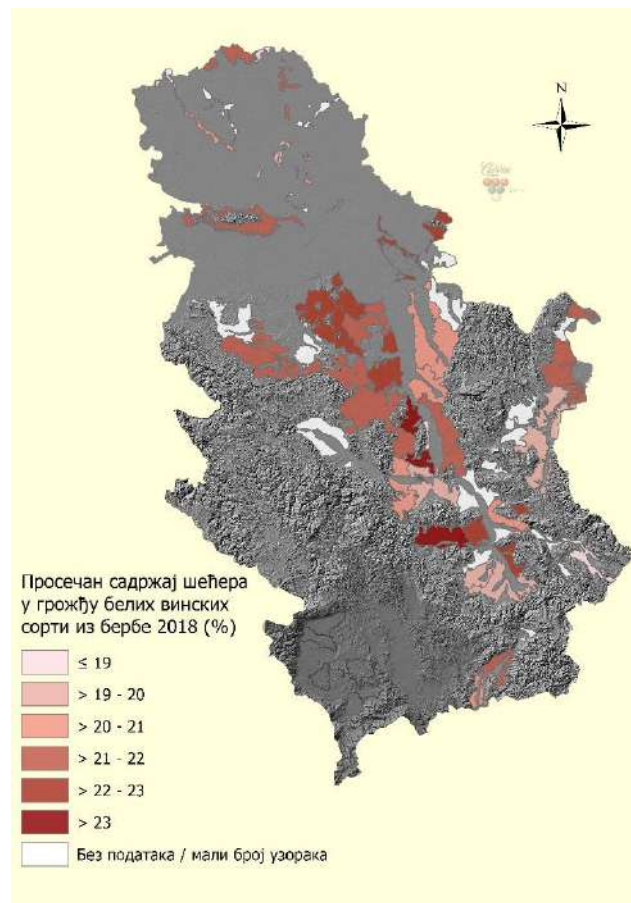 N
Просечан садржај шећера
у грожђу белих винских
сорти из бербе 2018 (%)
≤ 19
> 19 - 20
> 20 - 21
> 21 - 22
> 22 - 23
> 23
Без података / мали број узорака